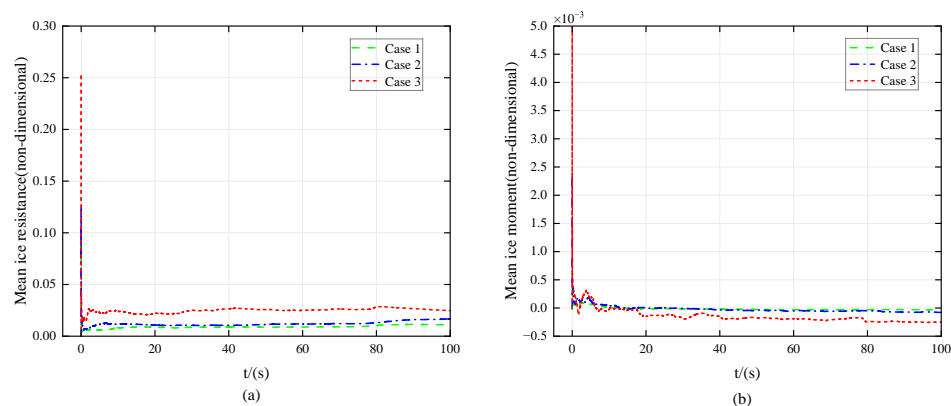 0.30
0.25
0.20
0.15
0.10
0.05
0.00
Mean ice resistance(non-dimensional)
Case 1
Case 2
Case 3
0 20 40 60 80 100
t/(s)
(a)
×10⁻³
5.0
4.5
4.0
3.5
3.0
2.5
2.0
1.5
1.0
0.5
0.0
−0.5
Mean ice moment(non-dimensional)
Case 1
Case 2
Case 3
0 20 40 60 80 100
t/(s)
(b)